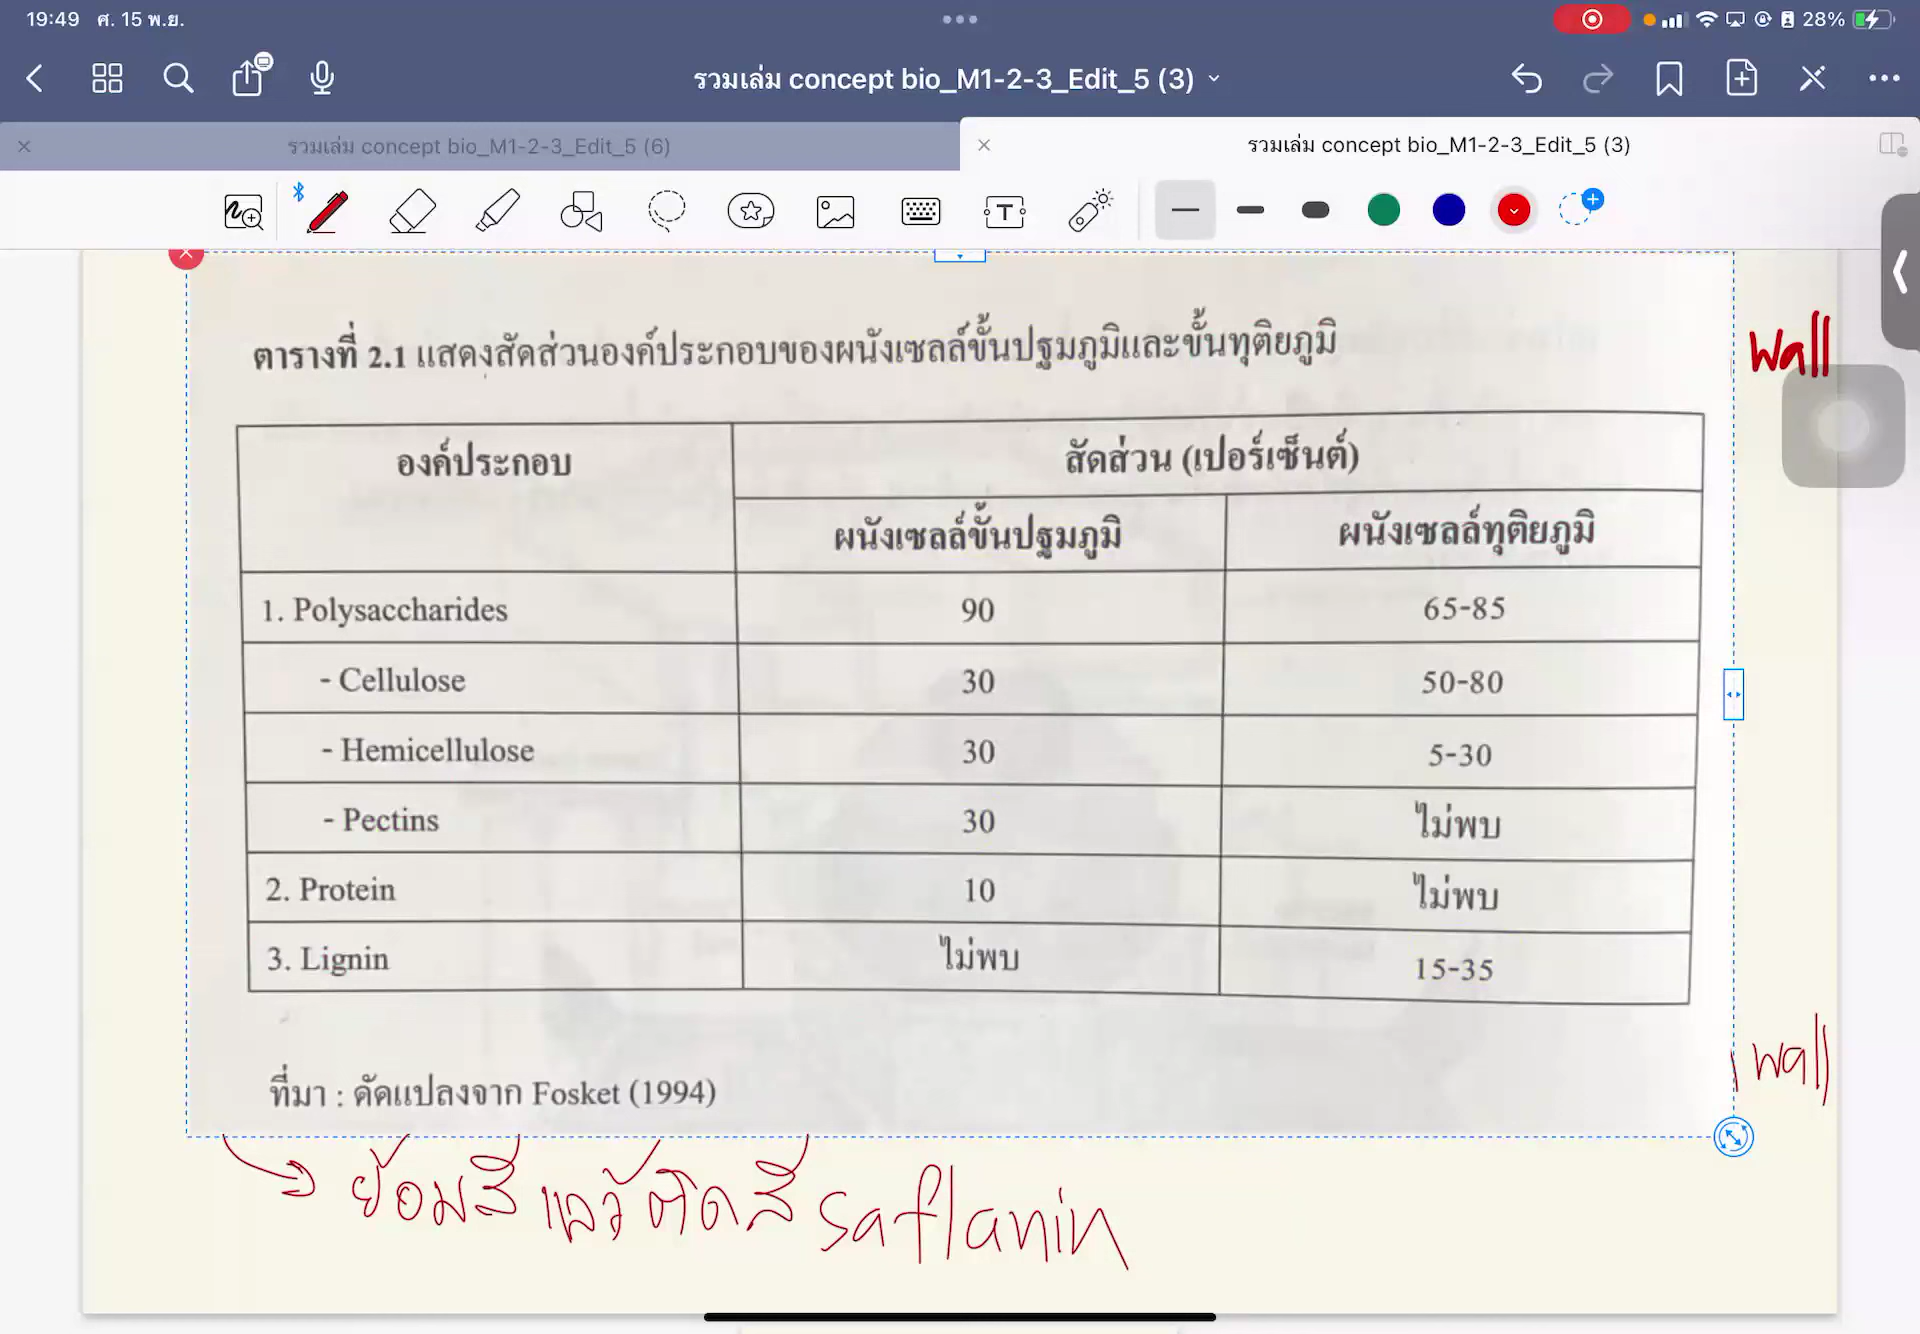 19:49 ศ. 15 พ.ย.
28%
รวมเล่ม concept bio_M1-2-3_Edit_5 (3)
รวมเล่ม concept bio_M1-2-3_Edit_5 (6)
รวมเล่ม concept bio_M1-2-3_Edit_5 (3)
ตารางที่ 2.1 แสดงสัดส่วนองค์ประกอบของผนังเซลล์ขั้นปฐมภูมิและขั้นทุติยภูมิ
wall
องค์ประกอบ สัดส่วน (เปอร์เซ็นต์)
ผนังเซลล์ขั้นปฐมภูมิ ผนังเซลล์ทุติยภูมิ
1. Polysaccharides 90 65-85
- Cellulose 30 50-80
- Hemicellulose 30 5-30
- Pectins 30 ไม่พบ
2. Protein 10 ไม่พบ
3. Lignin ไม่พบ 15-35
wall
ที่มา : ดัดแปลงจาก Fosket (1994)
ย้อมสี แล้วติดสี saflanin